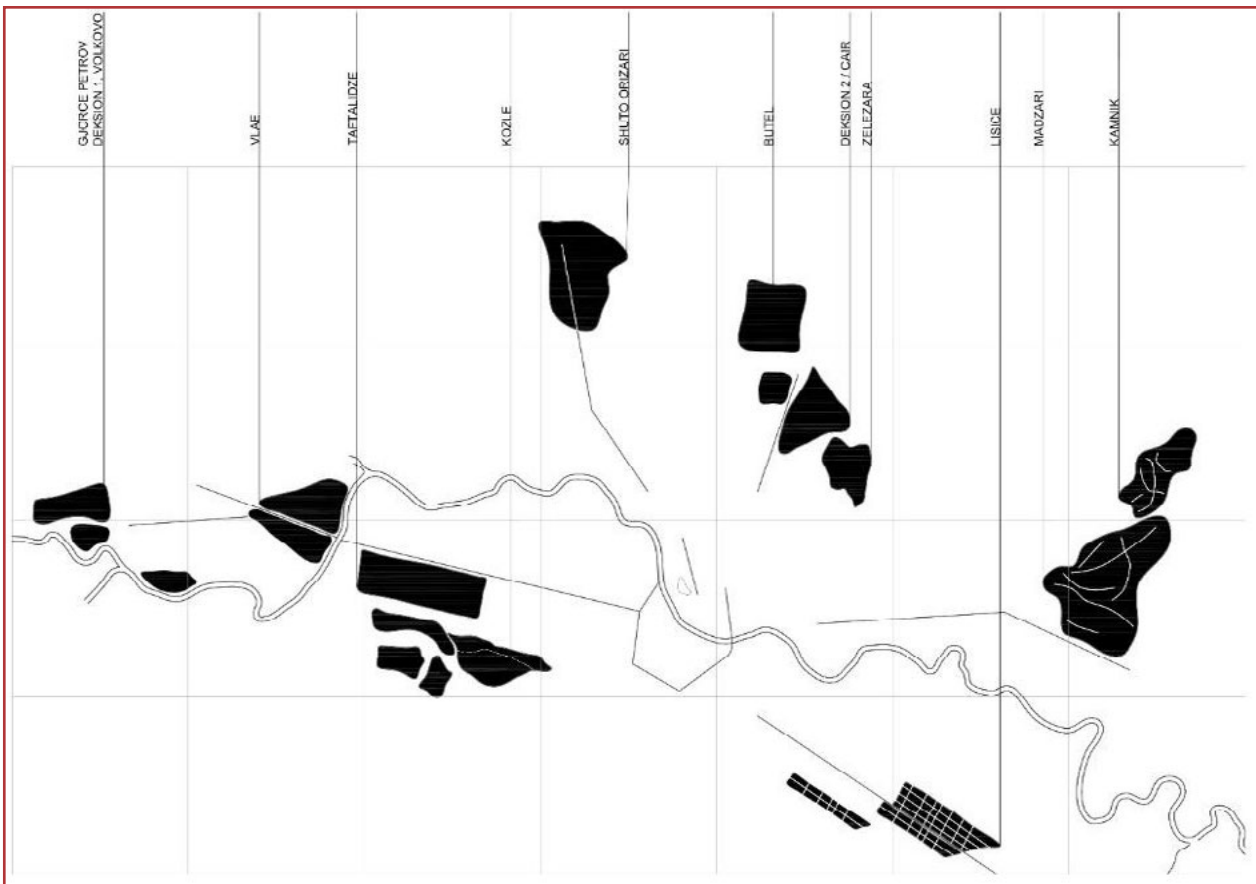 GJORCE PETROV
DEKSION 1, VOLKOVO
VLAE
TAFTALIDZE
KOZLE
SHUTO ORIZARI
BUTEL
DEKSION 2 / CAIR
ZELEZARA
LISICE
MADZARI
KAMNIK